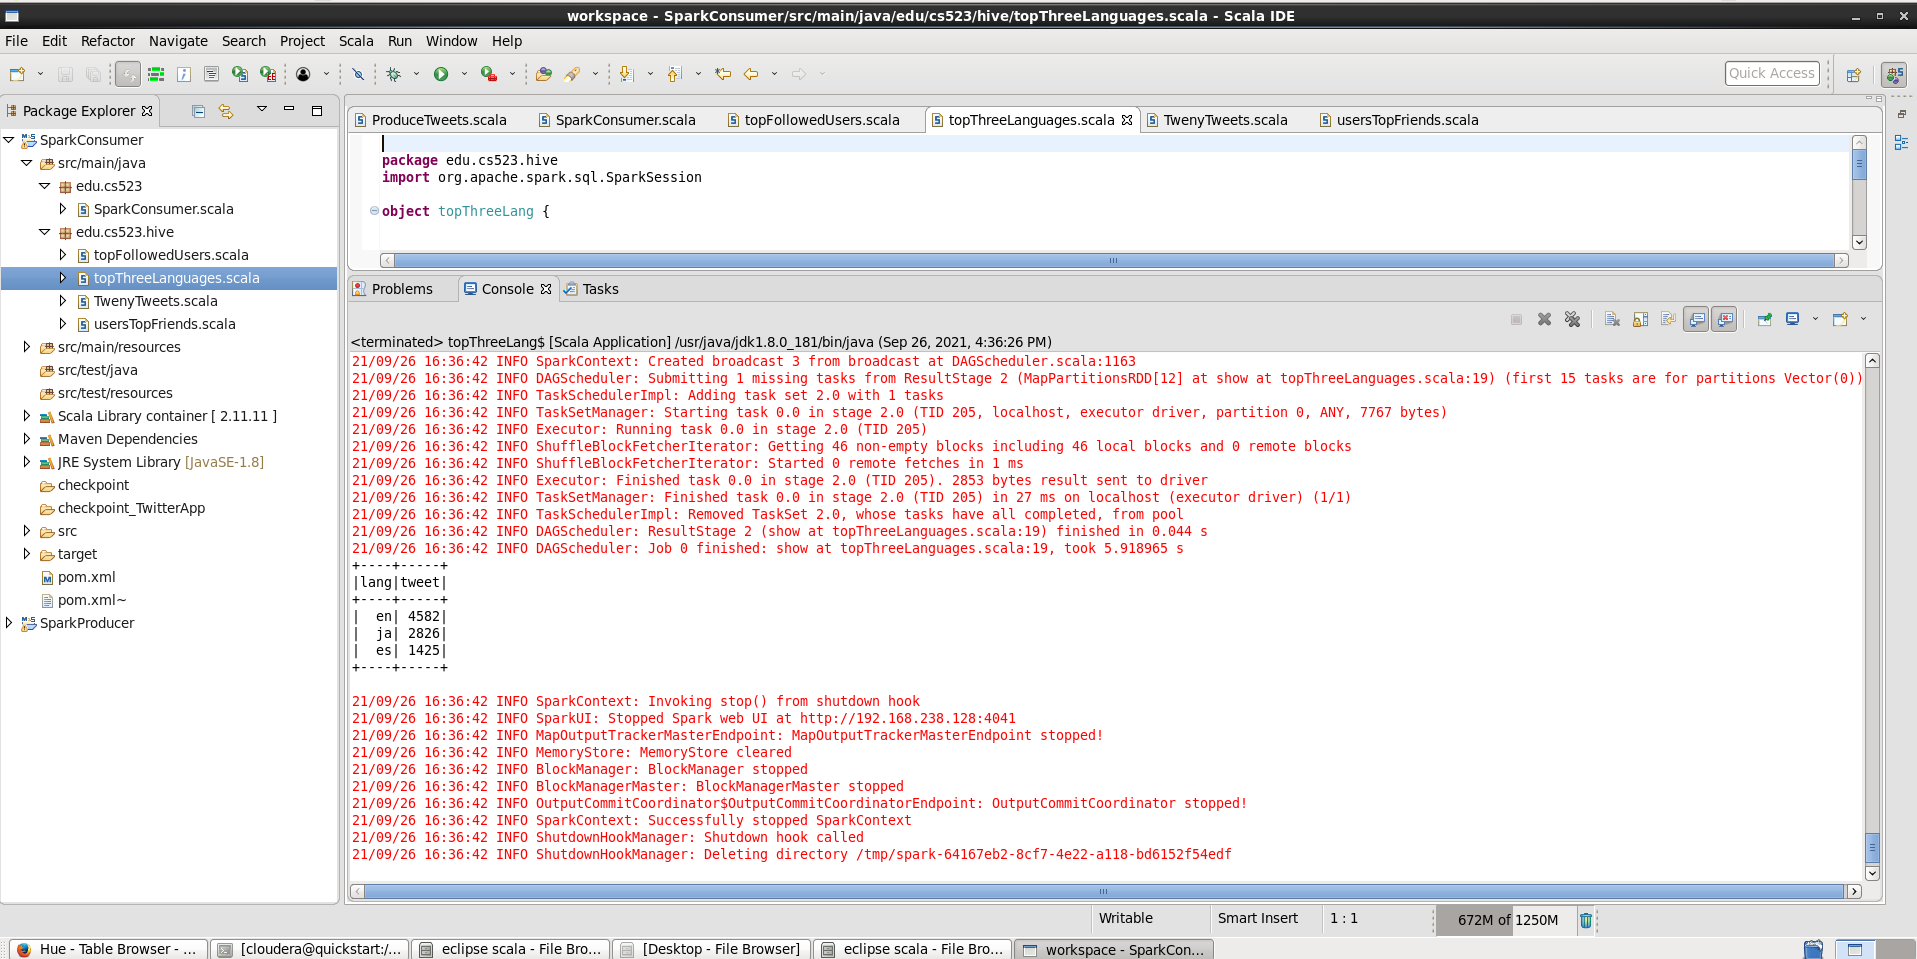 workspace - SparkConsumer/src/main/java/edu/cs523/hive/topThreeLanguages.scala - Scala IDE
File Edit Refactor Navigate Search Project Scala Run Window Help
Quick Access
Package Explorer
SparkConsumer
src/main/java
edu.cs523
SparkConsumer.scala
edu.cs523.hive
topFollowedUsers.scala
topThreeLanguages.scala
TwenyTweets.scala
usersTopFriends.scala
src/main/resources
src/test/java
src/test/resources
Scala Library container [ 2.11.11 ]
Maven Dependencies
JRE System Library [JavaSE-1.8]
checkpoint
checkpoint_TwitterApp
src
target
pom.xml
pom.xml~
SparkProducer
ProduceTweets.scala SparkConsumer.scala topFollowedUsers.scala topThreeLanguages.scala TwenyTweets.scala usersTopFriends.scala
package edu.cs523.hive
import org.apache.spark.sql.SparkSession
object topThreeLang {
Problems Console Tasks
<terminated> topThreeLang$ [Scala Application] /usr/java/jdk1.8.0_181/bin/java (Sep 26, 2021, 4:36:26 PM)
21/09/26 16:36:42 INFO SparkContext: Created broadcast 3 from broadcast at DAGScheduler.scala:1163
21/09/26 16:36:42 INFO DAGScheduler: Submitting 1 missing tasks from ResultStage 2 (MapPartitionsRDD[12] at show at topThreeLanguages.scala:19) (first 15 tasks are for partitions Vector(0))
21/09/26 16:36:42 INFO TaskSchedulerImpl: Adding task set 2.0 with 1 tasks
21/09/26 16:36:42 INFO TaskSetManager: Starting task 0.0 in stage 2.0 (TID 205, localhost, executor driver, partition 0, ANY, 7767 bytes)
21/09/26 16:36:42 INFO Executor: Running task 0.0 in stage 2.0 (TID 205)
21/09/26 16:36:42 INFO ShuffleBlockFetcherIterator: Getting 46 non-empty blocks including 46 local blocks and 0 remote blocks
21/09/26 16:36:42 INFO ShuffleBlockFetcherIterator: Started 0 remote fetches in 1 ms
21/09/26 16:36:42 INFO Executor: Finished task 0.0 in stage 2.0 (TID 205). 2853 bytes result sent to driver
21/09/26 16:36:42 INFO TaskSetManager: Finished task 0.0 in stage 2.0 (TID 205) in 27 ms on localhost (executor driver) (1/1)
21/09/26 16:36:42 INFO TaskSchedulerImpl: Removed TaskSet 2.0, whose tasks have all completed, from pool
21/09/26 16:36:42 INFO DAGScheduler: ResultStage 2 (show at topThreeLanguages.scala:19) finished in 0.044 s
21/09/26 16:36:42 INFO DAGScheduler: Job 0 finished: show at topThreeLanguages.scala:19, took 5.918965 s
+----+-----+
|lang|tweet|
+----+-----+
|  en| 4582|
|  ja| 2826|
|  es| 1425|
+----+-----+
21/09/26 16:36:42 INFO SparkContext: Invoking stop() from shutdown hook
21/09/26 16:36:42 INFO SparkUI: Stopped Spark web UI at http://192.168.238.128:4041
21/09/26 16:36:42 INFO MapOutputTrackerMasterEndpoint: MapOutputTrackerMasterEndpoint stopped!
21/09/26 16:36:42 INFO MemoryStore: MemoryStore cleared
21/09/26 16:36:42 INFO BlockManager: BlockManager stopped
21/09/26 16:36:42 INFO BlockManagerMaster: BlockManagerMaster stopped
21/09/26 16:36:42 INFO OutputCommitCoordinator$OutputCommitCoordinatorEndpoint: OutputCommitCoordinator stopped!
21/09/26 16:36:42 INFO SparkContext: Successfully stopped SparkContext
21/09/26 16:36:42 INFO ShutdownHookManager: Shutdown hook called
21/09/26 16:36:42 INFO ShutdownHookManager: Deleting directory /tmp/spark-64167eb2-8cf7-4e22-a118-bd6152f54edf
Writable Smart Insert 1 : 1 672M of 1250M
Hue - Table Browser - ... [cloudera@quickstart:/... eclipse scala - File Bro... [Desktop - File Browser] eclipse scala - File Bro... workspace - SparkCon...